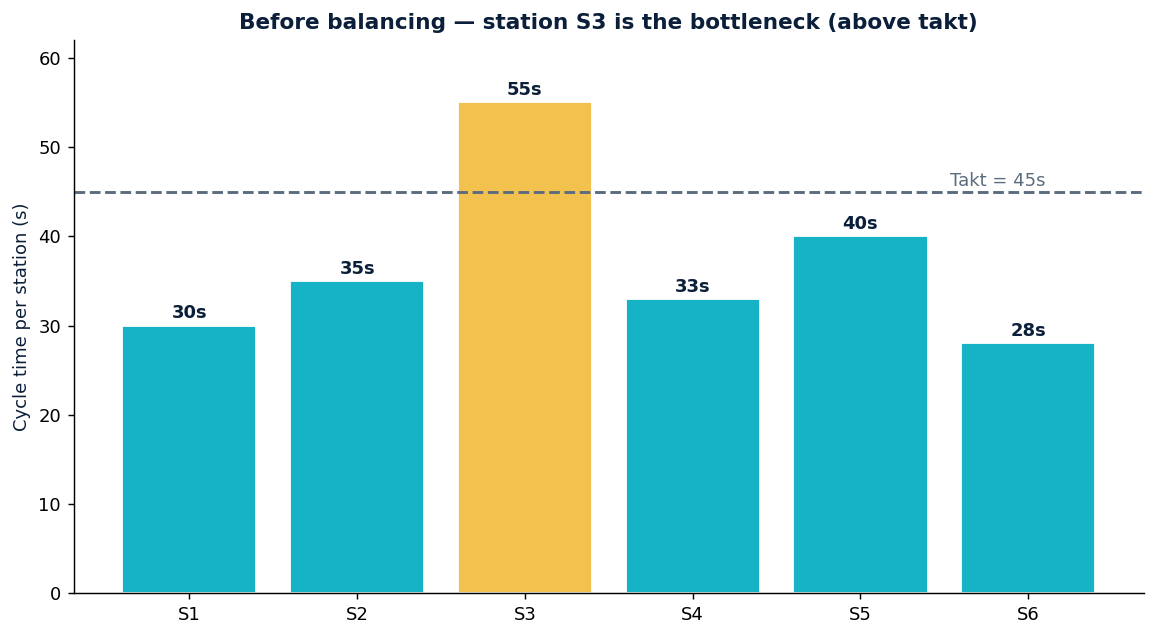 Before balancing — station S3 is the bottleneck (above takt)
Cycle time per station (s)
60
50
40
30
20
10
0
55s
Takt = 45s
40s
35s
33s
30s
28s
S1 S2 S3 S4 S5 S6